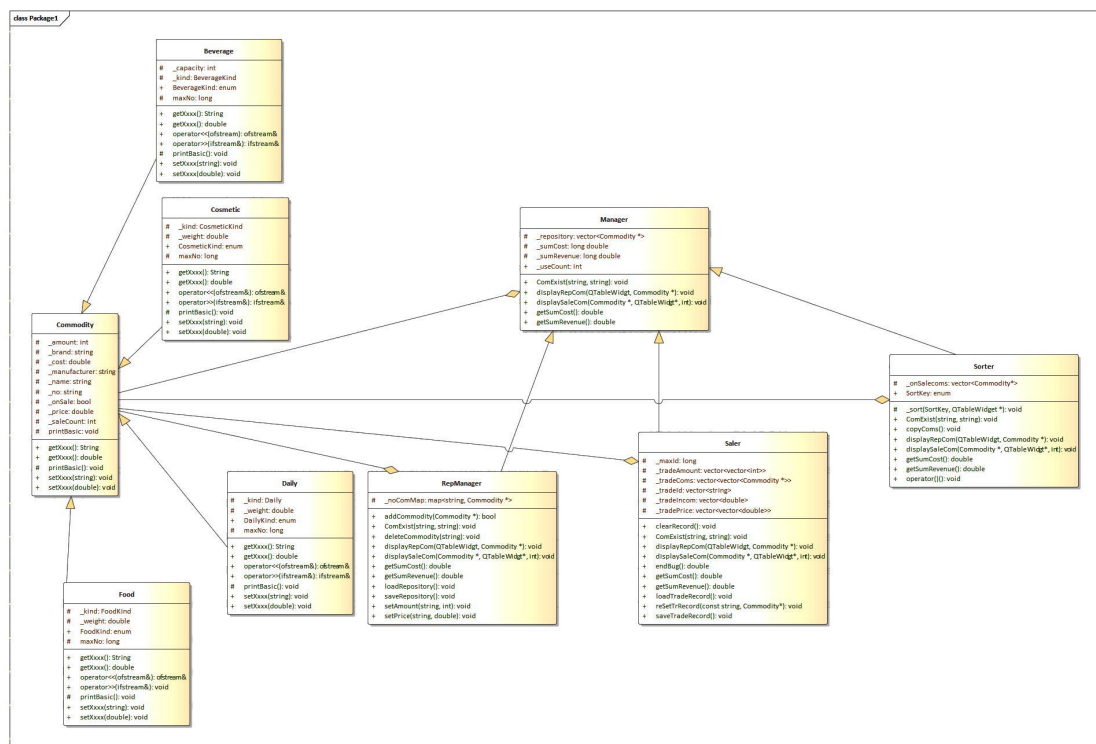 class Package1
Beverage
# _capacity: int
# _kind: BeverageKind
+ BeverageKind: enum
# maxNo: long
+ getXxxx(): String
+ getXxxx(): double
+ operator<<(ofstream): ofstream&
+ operator>>(ifstream&): ifstream&
# printBasic(): void
+ setXxxx(string): void
+ setXxxx(double): void
Cosmetic
# _kind: CosmeticKind
# _weight: double
+ CosmeticKind: enum
# maxNo: long
+ getXxxx(): String
+ getXxxx(): double
+ operator<<(ofstream&): ofstream&
+ operator>>(ifstream&): ifstream&
# printBasic(): void
+ setXxxx(string): void
+ setXxxx(double): void
Manager
# _repository: vector<Commodity *>
# _sumCost: long double
# _sumRevenue: long double
+ _useCount: int
+ ComExist(string, string): void
+ displayRepCom(QTableWidgt, Commodity *): void
+ displaySaleCom(Commodity *, QTableWidgt*, int): void
+ getSumCost(): double
+ getSumRevenue(): double
Commodity
# _amount: int
# _brand: string
# _cost: double
# _manufacturer: string
# _name: string
# _no: string
# _onSale: bool
# _price: double
# _saleCount: int
# printBasic: void
+ getXxxx(): String
+ getXxxx(): double
# printBasic(): void
+ setXxxx(string): void
+ setXxxx(double): void
Sorter
# _onSalecoms: vector<Commodity*>
+ SortKey: enum
# _sort(SortKey, QTableWidget *): void
+ ComExist(string, string): void
+ copyComs(): void
+ displayRepCom(QTableWidgt, Commodity *): void
+ displaySaleCom(Commodity *, QTableWidgt*, int): void
+ getSumCost(): double
+ getSumRevenue(): double
+ operator()(): void
Saler
# _maxId: long
# _tradeAmount: vector<vector<int>>
# _tradeComs: vector<vector<Commodity *>>
# _tradeId: vector<string>
# _tradeIncom: vector<double>
# _tradePrice: vector<vector<double>>
+ clearRecord(): void
+ ComExist(string, string): void
+ displayRepCom(QTableWidgt, Commodity *): void
+ displaySaleCom(Commodity *, QTableWidgt*, int): void
+ endBug(): void
+ getSumCost(): double
+ getSumRevenue(): double
+ loadTradeRecord(): void
+ reSetTrRecord(const string, Commodity*): void
+ saveTradeRecord(): void
Daily
# _kind: Daily
# _weight: double
+ DailyKind: enum
# maxNo: long
+ getXxxx(): String
+ getXxxx(): double
+ operator<<(ofstream&): ofstream&
+ operator>>(ifstream&): ifstream&
# printBasic(): void
+ setXxxx(string): void
+ setXxxx(double): void
RepManager
# _noComMap: map<string, Commodity *>
+ addCommodity(Commodity *): bool
+ ComExist(string, string): void
+ deleteCommodity(string): void
+ displayRepCom(QTableWidgt, Commodity *): void
+ displaySaleCom(Commodity *, QTableWidgt*, int): void
+ getSumCost(): double
+ getSumRevenue(): double
+ loadRepository(): void
+ saveRepository(): void
+ setAmount(string, int): void
+ setPrice(string, double): void
Food
# _kind: FoodKind
# _weight: double
+ FoodKind: enum
# maxNo: long
+ getXxxx(): String
+ getXxxx(): double
+ operator<<(ofstream&): ofstream&
+ operator>>(ifstream&): void
# printBasic(): void
+ setXxxx(string): void
+ setXxxx(double): void